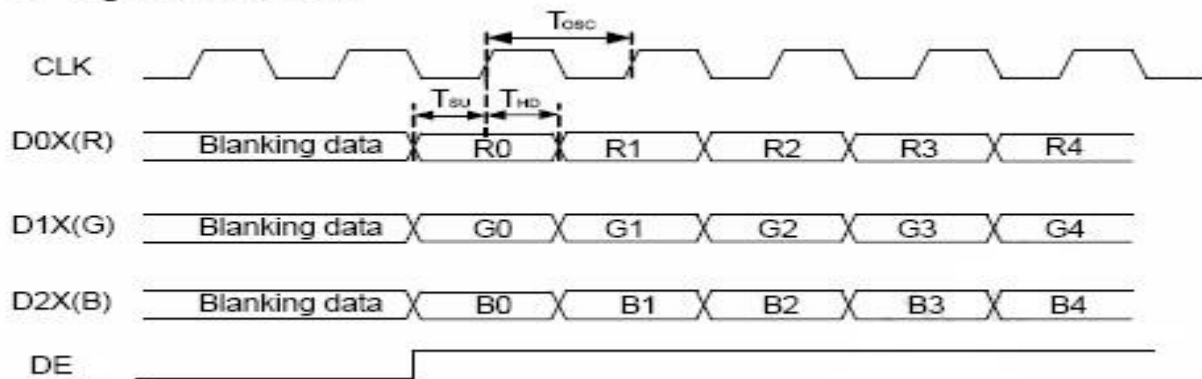 Tosc
CLK
TSU THD
D0X(R) Blanking data R0 R1 R2 R3 R4
D1X(G) Blanking data G0 G1 G2 G3 G4
D2X(B) Blanking data B0 B1 B2 B3 B4
DE